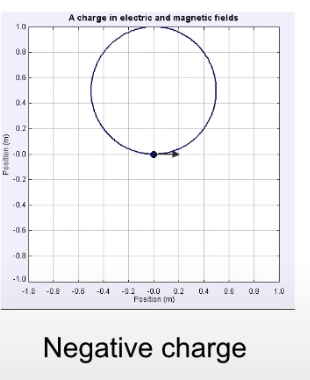 A charge in electric and magnetic fields
1.0
0.8
0.6
0.4
0.2
-0.0
-0.2
-0.4
-0.6
-0.8
-1.0
Position (m)
-1.0 -0.8 -0.6 -0.4 -0.2 -0.0 0.2 0.4 0.6 0.8 1.0
Position (m)
Negative charge